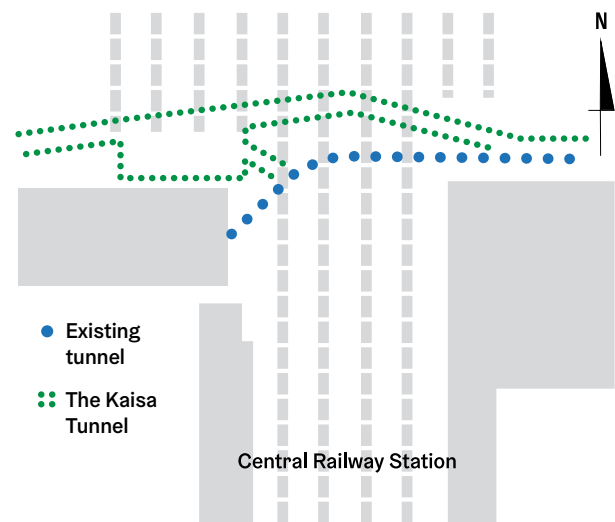 N
Existing
tunnel
The Kaisa
Tunnel
Central Railway Station